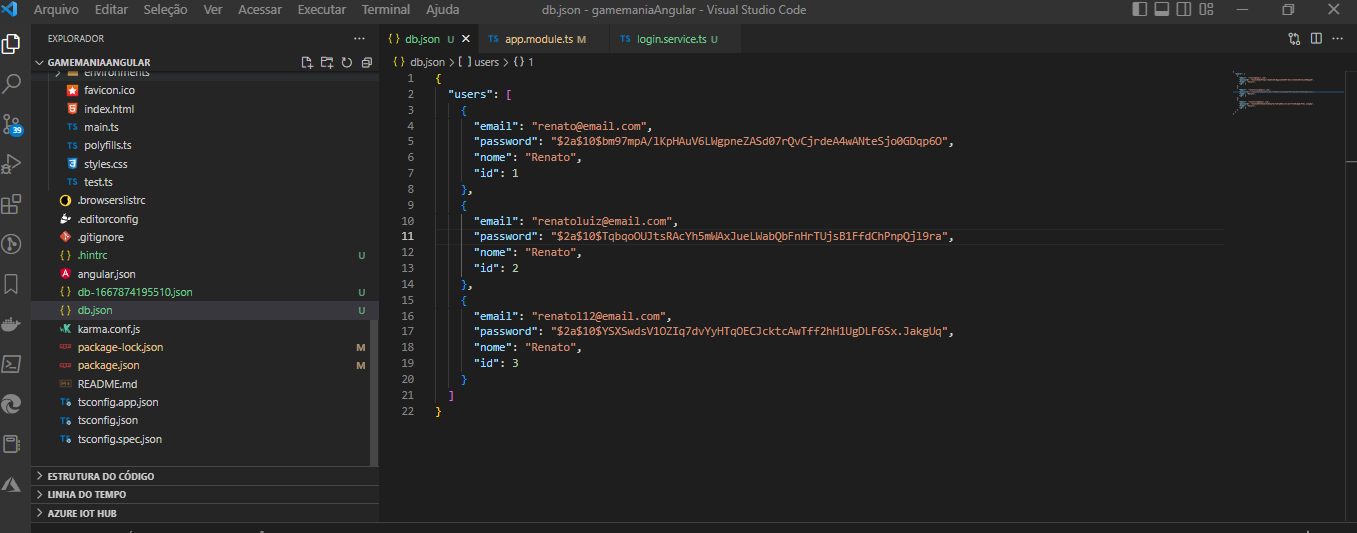 Arquivo Editar Seleção Ver Acessar Executar Terminal Ajuda db.json - gamemaniaAngular - Visual Studio Code
EXPLORADOR
GAMEMANIAANGULAR
environments
favicon.ico
index.html
TS main.ts
TS polyfills.ts
styles.css
TS test.ts
.browserslistrc
.editorconfig
.gitignore
{ } .hintrc U
angular.json
{ } db-1667874195510.json U
{ } db.json U
karma.conf.js
package-lock.json M
package.json M
README.md
tsconfig.app.json
tsconfig.json
tsconfig.spec.json
ESTRUTURA DO CÓDIGO
LINHA DO TEMPO
AZURE IOT HUB
39
{ } db.json U TS app.module.ts M TS login.service.ts U
{ } db.json > [ ] users > { } 1
1 {
2 "users": [
3 {
4 "email": "renato@email.com",
5 "password": "$2a$10$bm97mpA/lKpHAuV6LWgpneZASd07rQvCjrdeA4wANteSjo0GDqp6O",
6 "nome": "Renato",
7 "id": 1
8 },
9 {
10 "email": "renatoluiz@email.com",
11 "password": "$2a$10$TqbqoOUJtsRAcYh5mWAxJueLWabQbFnHrTUjsB1FfdChPnpQjl9ra",
12 "nome": "Renato",
13 "id": 2
14 },
15 {
16 "email": "renatol12@email.com",
17 "password": "$2a$10$YSXSwdsV1OZIq7dvYyHTqOECJcktcAwTff2hH1UgDLF6Sx.JakgUq",
18 "nome": "Renato",
19 "id": 3
20 }
21 ]
22 }